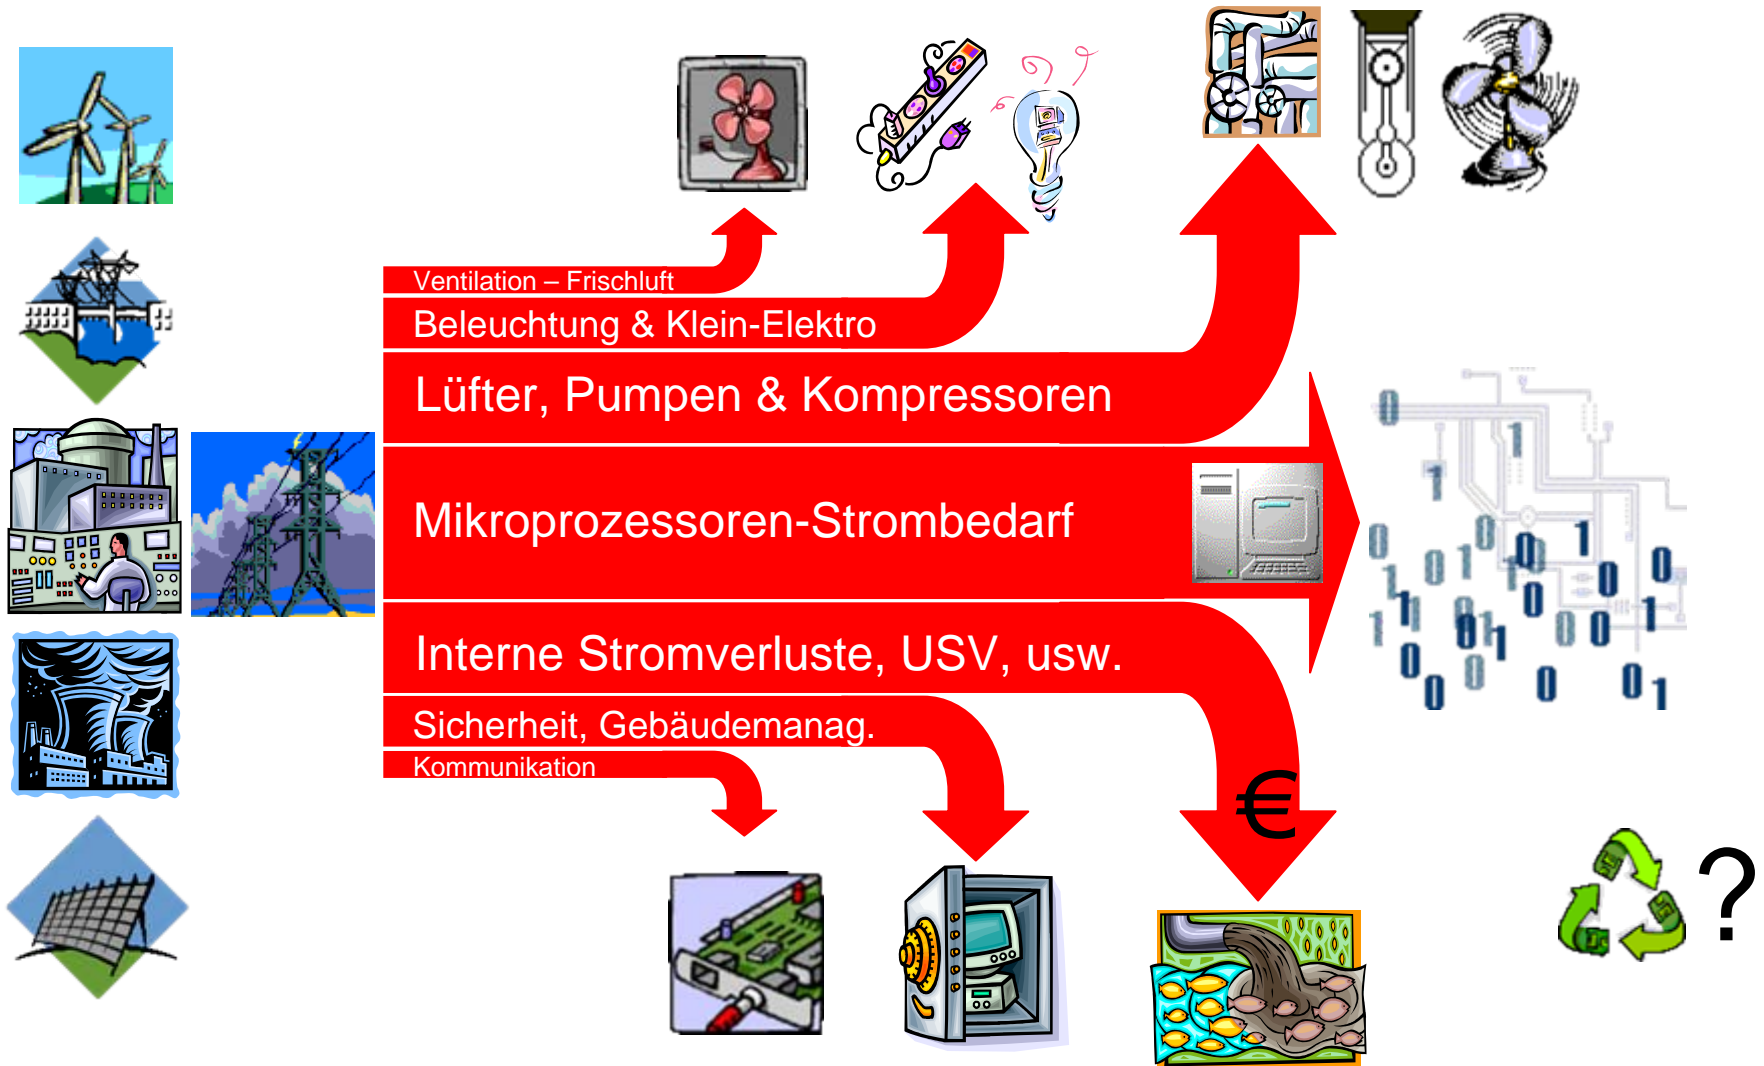 Ventilation – Frischluft
Beleuchtung & Klein-Elektro
Lüfter, Pumpen & Kompressoren
Mikroprozessoren-Strombedarf
Interne Stromverluste, USV, usw.
Sicherheit, Gebäudemanag.
Kommunikation
€
?